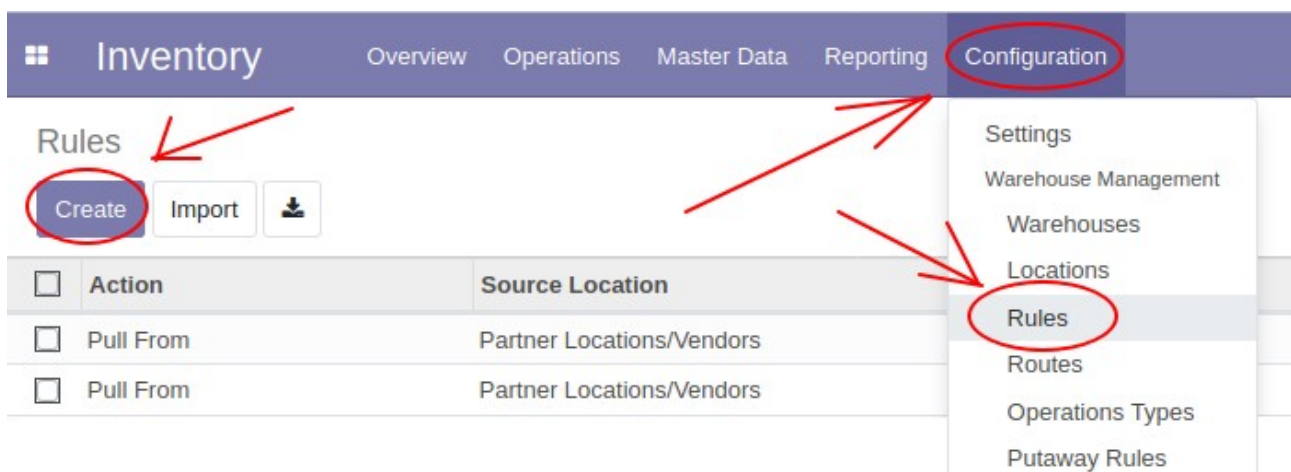 Inventory Overview Operations Master Data Reporting Configuration
Rules
Create Import
Settings
Warehouse Management
Warehouses
Locations
Rules
Routes
Operations Types
Putaway Rules
Action Source Location
Pull From Partner Locations/Vendors
Pull From Partner Locations/Vendors